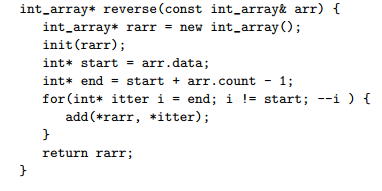 int_array* reverse(const int_array& arr) {
int_array* rarr = new int_array();
init(rarr);
int* start = arr.data;
int* end = start + arr.count - 1;
for(int* itter i = end; i != start; --i ) {
add(*rarr, *itter);
}
return rarr;
}